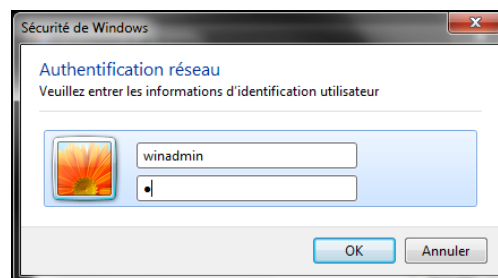 Sécurité de Windows
Authentification réseau
Veuillez entrer les informations d'identification utilisateur
winadmin
●
OK
Annuler